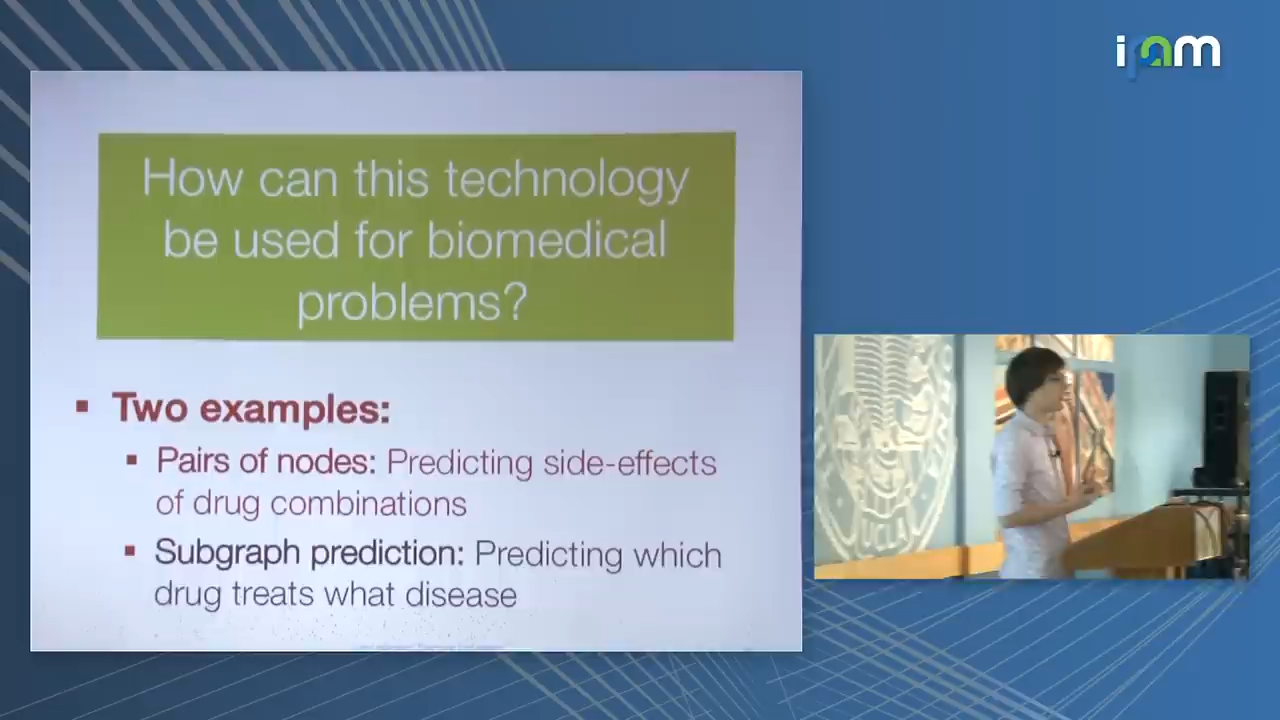 ipam
How can this technology
be used for biomedical
problems?
▪ Two examples:
▪ Pairs of nodes: Predicting side-effects
of drug combinations
▪ Subgraph prediction: Predicting which
drug treats what disease
UCLA